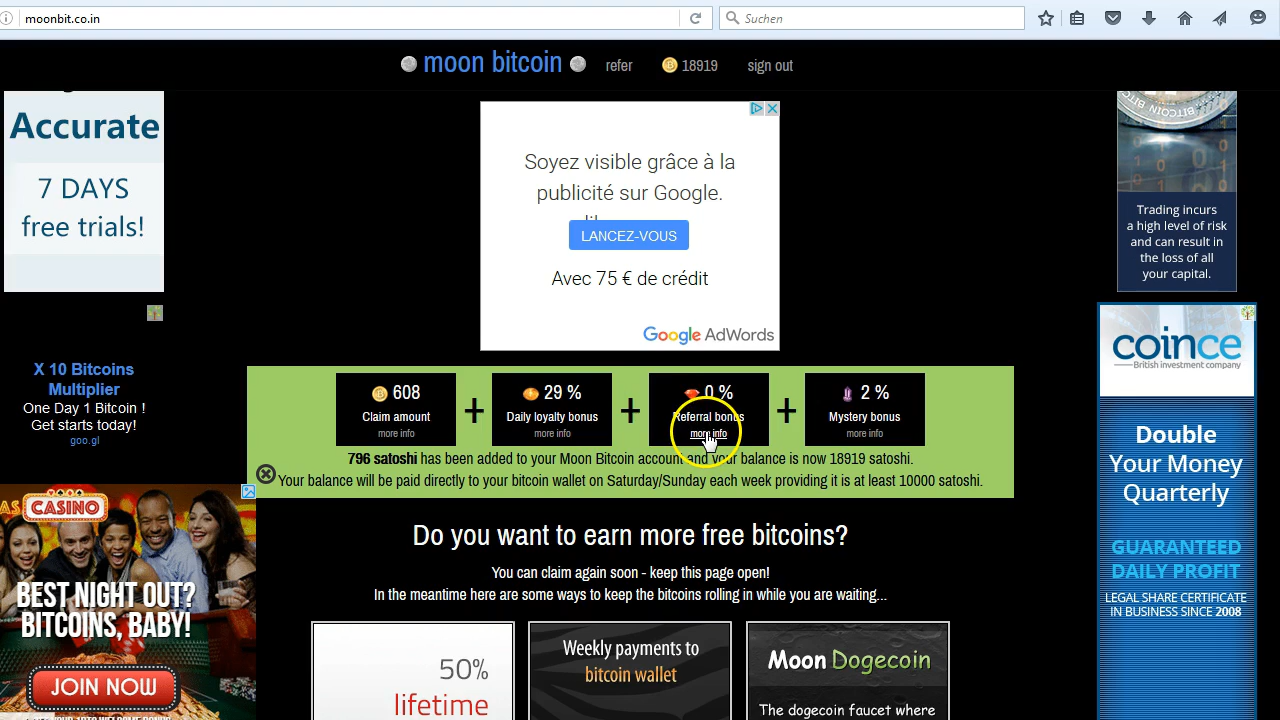 moonbit.co.in
Suchen
moon bitcoin refer 18919 sign out
Accurate
7 DAYS
free trials!
X 10 Bitcoins
Multiplier
One Day 1 Bitcoin !
Get starts today!
goo.gl
CASINO
BEST NIGHT OUT?
BITCOINS, BABY!
JOIN NOW
Soyez visible grâce à la
publicité sur Google.
LANCEZ-VOUS
Avec 75 € de crédit
Google AdWords
608 + 29 % + 0 % + 2 %
Claim amount Daily loyalty bonus Referral bonus Mystery bonus
more info more info more info more info
796 satoshi has been added to your Moon Bitcoin account and your balance is now 18919 satoshi.
Your balance will be paid directly to your bitcoin wallet on Saturday/Sunday each week providing it is at least 10000 satoshi.
Do you want to earn more free bitcoins?
You can claim again soon - keep this page open!
In the meantime here are some ways to keep the bitcoins rolling in while you are waiting...
50%
lifetime
Weekly payments to
bitcoin wallet
Moon Dogecoin
The dogecoin faucet where
Trading incurs
a high level of risk
and can result in
the loss of all
your capital.
coince
British investment company
Double
Your Money
Quarterly
GUARANTEED
DAILY PROFIT
LEGAL SHARE CERTIFICATE
IN BUSINESS SINCE 2008